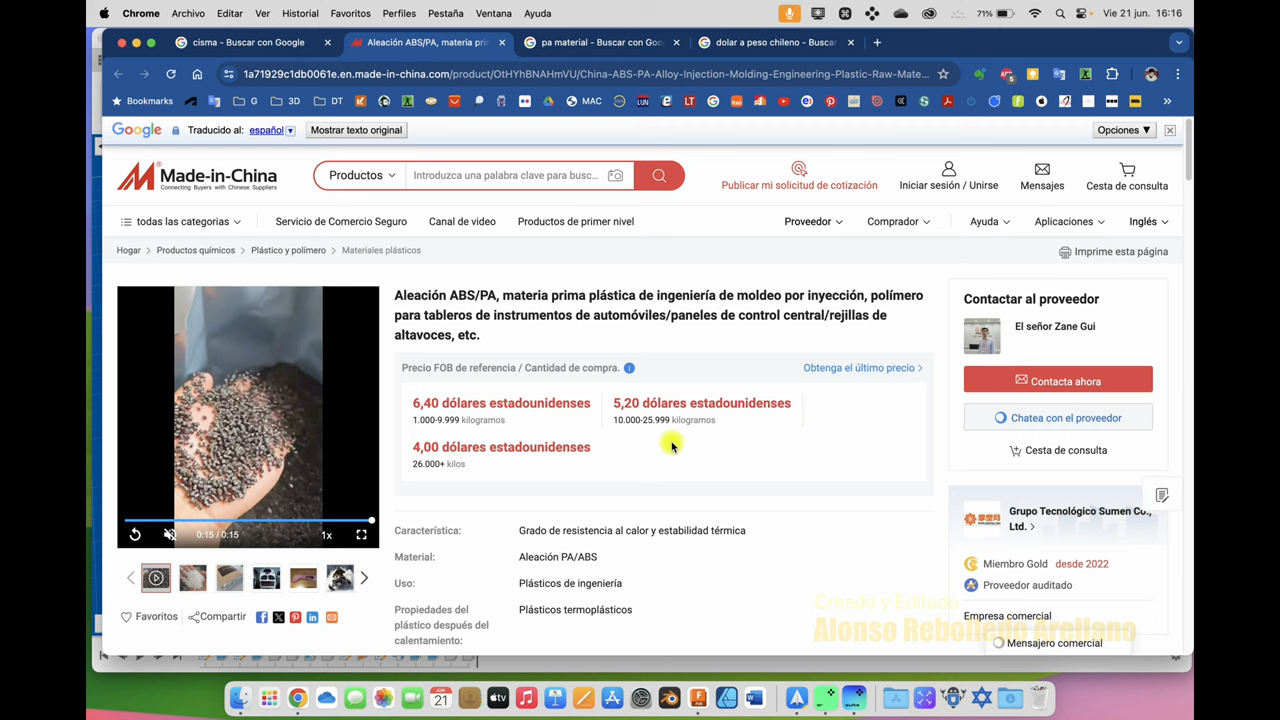 Chrome Archivo Editar Ver Historial Favoritos Perfiles Pestaña Ventana Ayuda 71% Vie 21 jun. 16:16
cisma - Buscar con Google Aleación ABS/PA, materia pri pa material - Buscar con Goo dolar a peso chileno - Buscar
1a71929c1db0061e.en.made-in-china.com/product/OtHYhBNAHmVU/China-ABS-PA-Alloy-Injection-Molding-Engineering-Plastic-Raw-Mate...
Bookmarks G 3D DT MAC LUN LT
Google Traducido al: español Mostrar texto original Opciones ▼
Made-in-China
Connecting Buyers with Chinese Suppliers
Productos Introduzca una palabra clave para busc...
Publicar mi solicitud de cotización Iniciar sesión / Unirse Mensajes Cesta de consulta
todas las categorias Servicio de Comercio Seguro Canal de video Productos de primer nivel Proveedor Comprador Ayuda Aplicaciones Inglés
Hogar Productos químicos Plástico y polímero Materiales plásticos Imprime esta página
Aleación ABS/PA, materia prima plástica de ingeniería de moldeo por inyección, polímero
para tableros de instrumentos de automóviles/paneles de control central/rejillas de
altavoces, etc.
Precio FOB de referencia / Cantidad de compra. Obtenga el último precio
6,40 dólares estadounidenses 5,20 dólares estadounidenses
1.000-9.999 kilogramos 10.000-25.999 kilogramos
4,00 dólares estadounidenses
26.000+ kilos
0:15 / 0:15 1x
Favoritos Compartir
Característica: Grado de resistencia al calor y estabilidad térmica
Material: Aleación PA/ABS
Uso: Plásticos de ingeniería
Propiedades del Plásticos termoplásticos
plástico después del
calentamiento:
Contactar al proveedor
El señor Zane Gui
Contacta ahora
Chatea con el proveedor
Cesta de consulta
Grupo Tecnológico Sumen Co.,
Ltd.
Miembro Gold desde 2022
Proveedor auditado
Empresa comercial
Mensajero comercial
Creado y Editado
Alonso Rebolledo Arellano